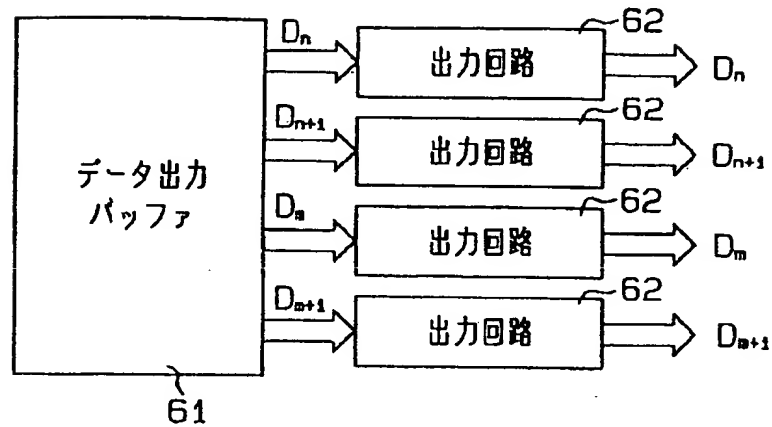 Dn
出力回路
62
Dn
Dn+1
出力回路
62
Dn+1
データ出力
バッファ
Dm
出力回路
62
Dm
Dm+1
出力回路
62
Dm+1
61